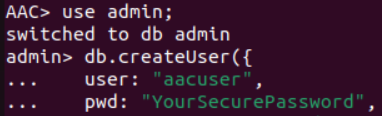 AAC> use admin;
switched to db admin
admin> db.createUser({
...     user: "aacuser",
...     pwd: "YourSecurePassword",